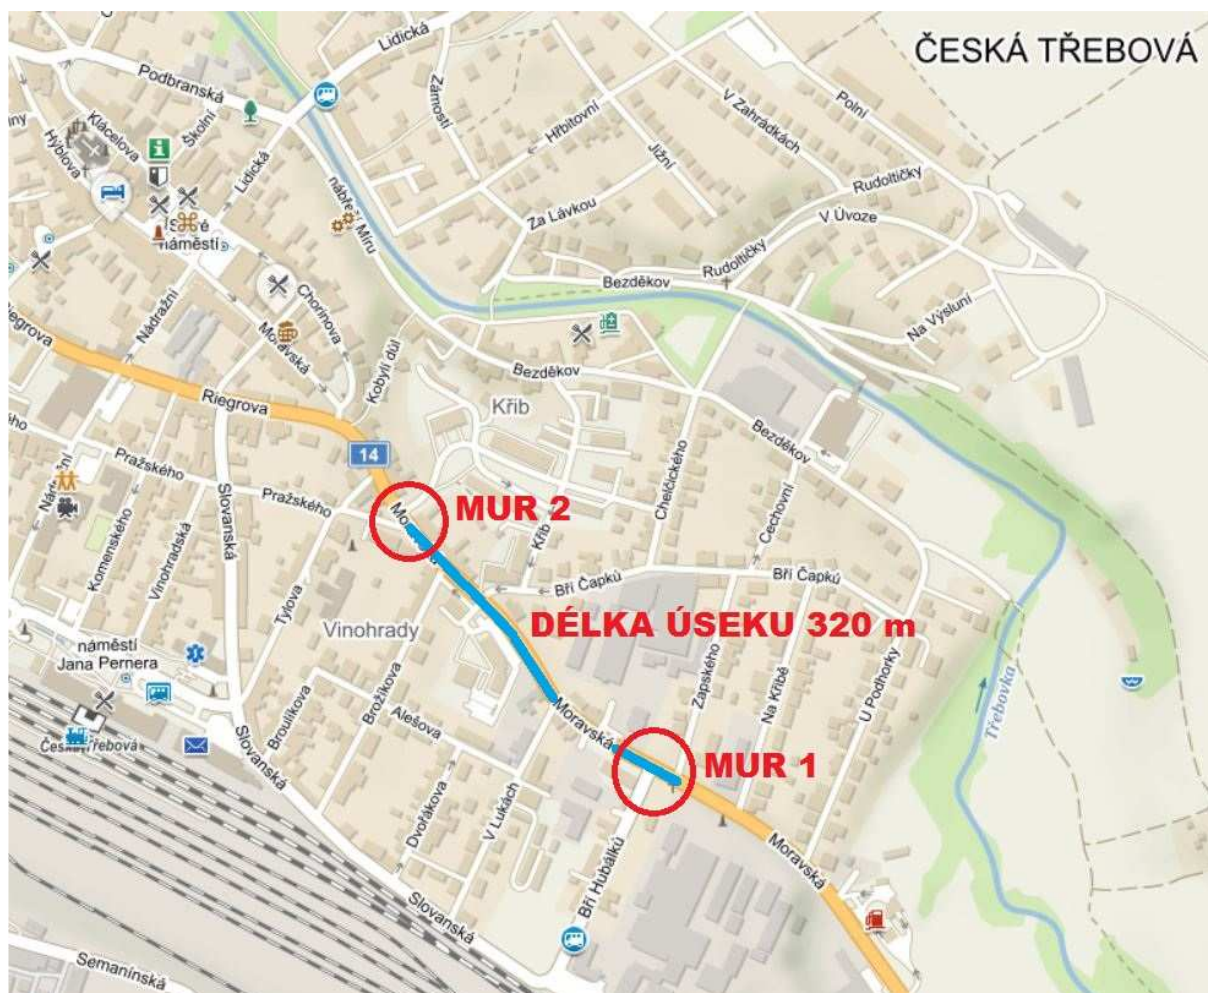 ČESKÁ TŘEBOVÁ
Lidická
Podbranská
Zámostí
Hřbitovní
V Zahrádkách
Polní
Klácelova
Školní
Hýblova
Lidická
Jižní
nábřeží Míru
Rudoltičky
Za Lávkou
V Úvoze
náměstí
Rudoltičky
Bezděkov
Nádražní
Chorinova
Na Výsluní
Riegrova
Moravská
Kobylí důl
Bezděkov
Riegrova
Křib
Bezděkov
14
Pražského
Chelčického
Pražského
Slovanská
MUR 2
Čechovní
Nádražní
Komenského
Vinohradská
Křib
Tylova
Bří Čapků
Bří Čapků
DÉLKA ÚSEKU 320 m
Vinohrady
náměstí
Jana Pernera
Zapského
Na Křibě
U Podhorky
Třebovka
Brožíkova
Broulíkova
Alešova
Moravská
Česká Třebová
Slovanská
MUR 1
Dvořákova
V Lukách
Bří Hubálků
Moravská
Slovanská
Semanínská